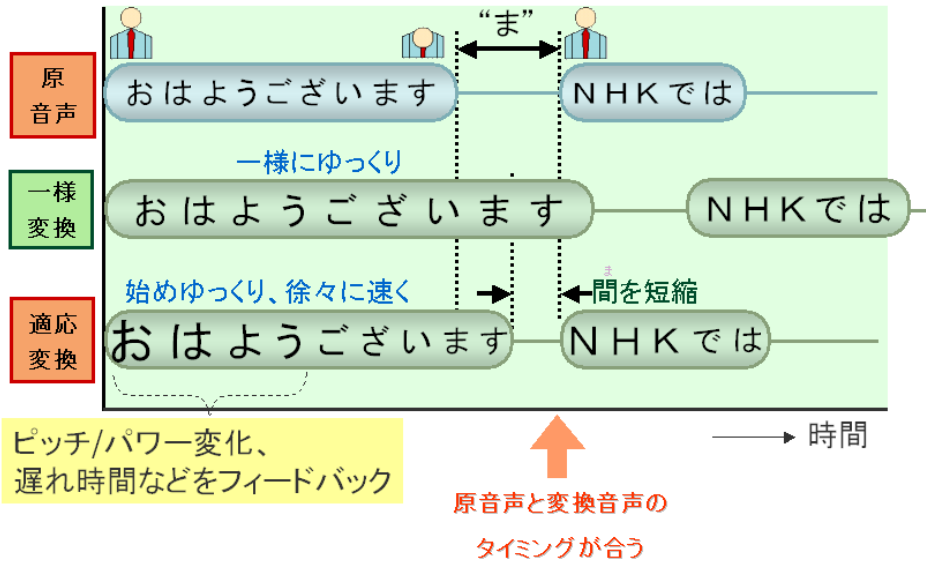 “ま”
原
音声
おはようございます
NHKでは
一様にゆっくり
一様
変換
おはようございます
NHKでは
始めゆっくり、徐々に速く
ま
間を短縮
適応
変換
おはようございます
NHKでは
ピッチ/パワー変化、
遅れ時間などをフィードバック
時間
原音声と変換音声の
タイミングが合う